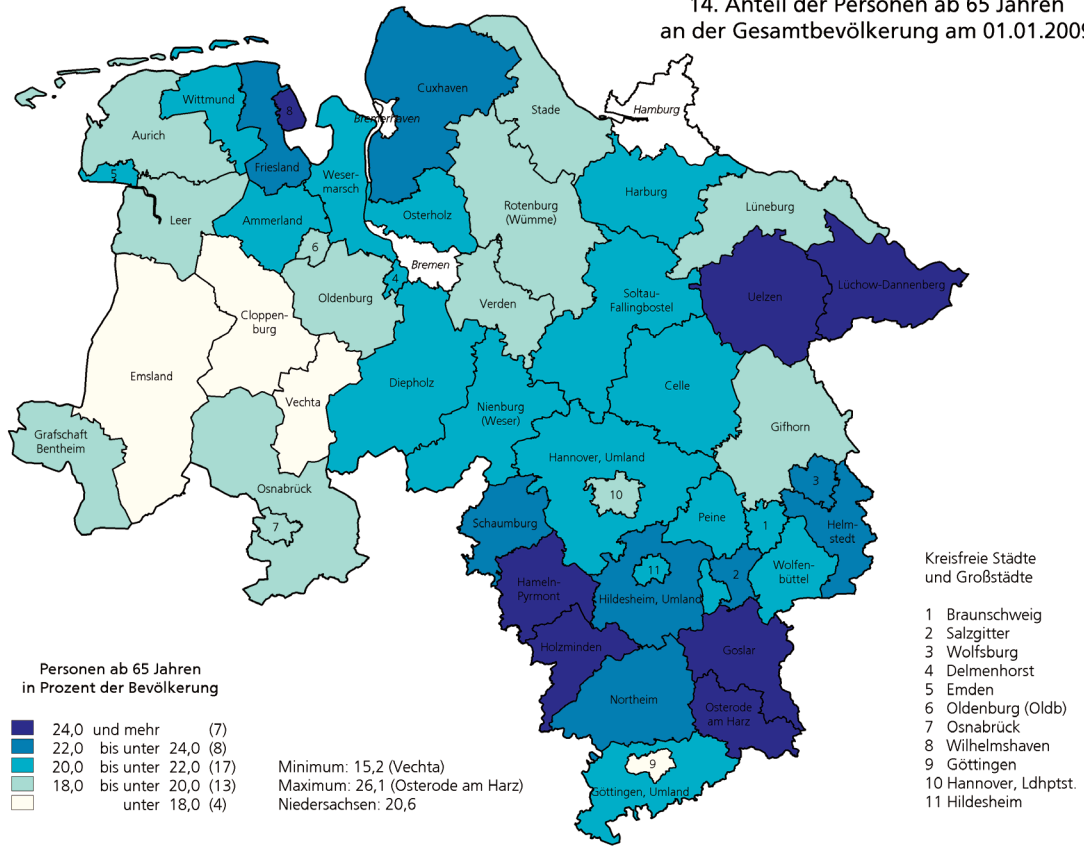 14. Anteil der Personen ab 65 Jahren
an der Gesamtbevölkerung am 01.01.2009
Cuxhaven
Wittmund
8
Bremerhaven
Stade
Hamburg
Aurich
Friesland
5
Weser-
marsch
Harburg
Leer
Ammerland
Osterholz
Rotenburg
(Wümme)
Lüneburg
6
Bremen
4
Oldenburg
Verden
Soltau-
Fallingbostel
Uelzen
Lüchow-Dannenberg
Cloppen-
burg
Emsland
Vechta
Diepholz
Celle
Nienburg
(Weser)
Gifhorn
Grafschaft
Bentheim
Hannover, Umland
Osnabrück
10
3
7
Schaumburg
Peine
1
Helm-
stedt
Hameln-
Pyrmont
11
2
Wolfen-
büttel
Hildesheim, Umland
Holzminden
Goslar
Northeim
Osterode
am Harz
9
Göttingen, Umland
Kreisfreie Städte
und Großstädte
1 Braunschweig
2 Salzgitter
3 Wolfsburg
4 Delmenhorst
5 Emden
6 Oldenburg (Oldb)
7 Osnabrück
8 Wilhelmshaven
9 Göttingen
10 Hannover, Ldhptst.
11 Hildesheim
Personen ab 65 Jahren
in Prozent der Bevölkerung
24,0 und mehr (7)
22,0 bis unter 24,0 (8)
20,0 bis unter 22,0 (17)
18,0 bis unter 20,0 (13)
unter 18,0 (4)
Minimum: 15,2 (Vechta)
Maximum: 26,1 (Osterode am Harz)
Niedersachsen: 20,6